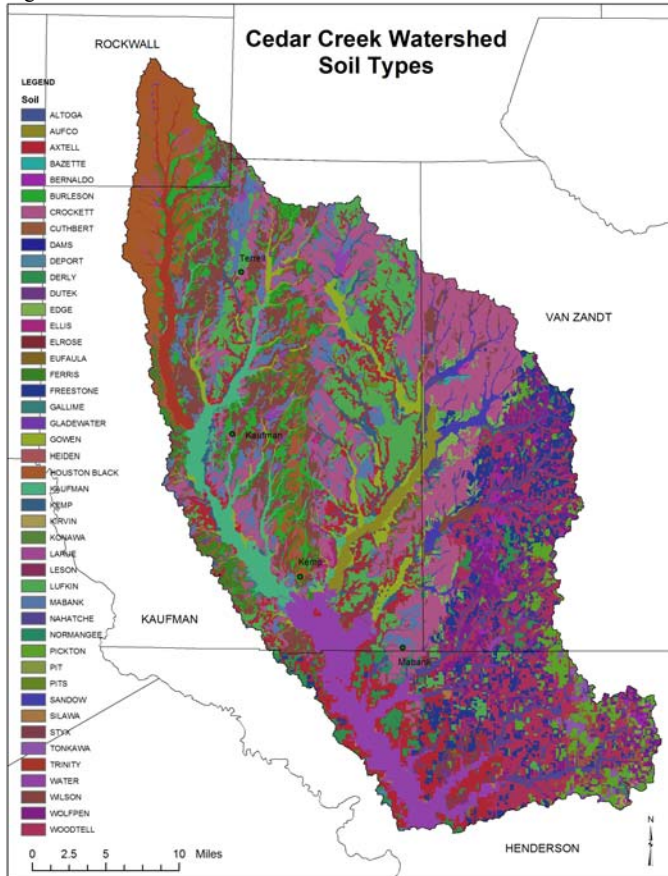 Cedar Creek Watershed
Soil Types
ROCKWALL
LEGEND
Soil
ALTOGA
AUFCO
AXTELL
BAZETTE
BERNALDO
BURLESON
CROCKETT
CUTHBERT
DAMS
DEPORT
DERLY
DUTEK
EDGE
ELLIS
ELROSE
EUFAULA
FERRIS
FREESTONE
GALLIME
GLADEWATER
GOWEN
HEIDEN
HOUSTON BLACK
KAUFMAN
KEMP
KIRVIN
KONAWA
LARUE
LESON
LUFKIN
MABANK
NAHATCHE
NORMANGEE
PICKTON
PIT
PITS
SANDOW
SILAWA
STYX
TONKAWA
TRINITY
WATER
WILSON
WOLFPEN
WOODTELL
Terrell
VAN ZANDT
Kaufman
Kemp
KAUFMAN
Mabank
HENDERSON
N
0 2.5 5 10 Miles